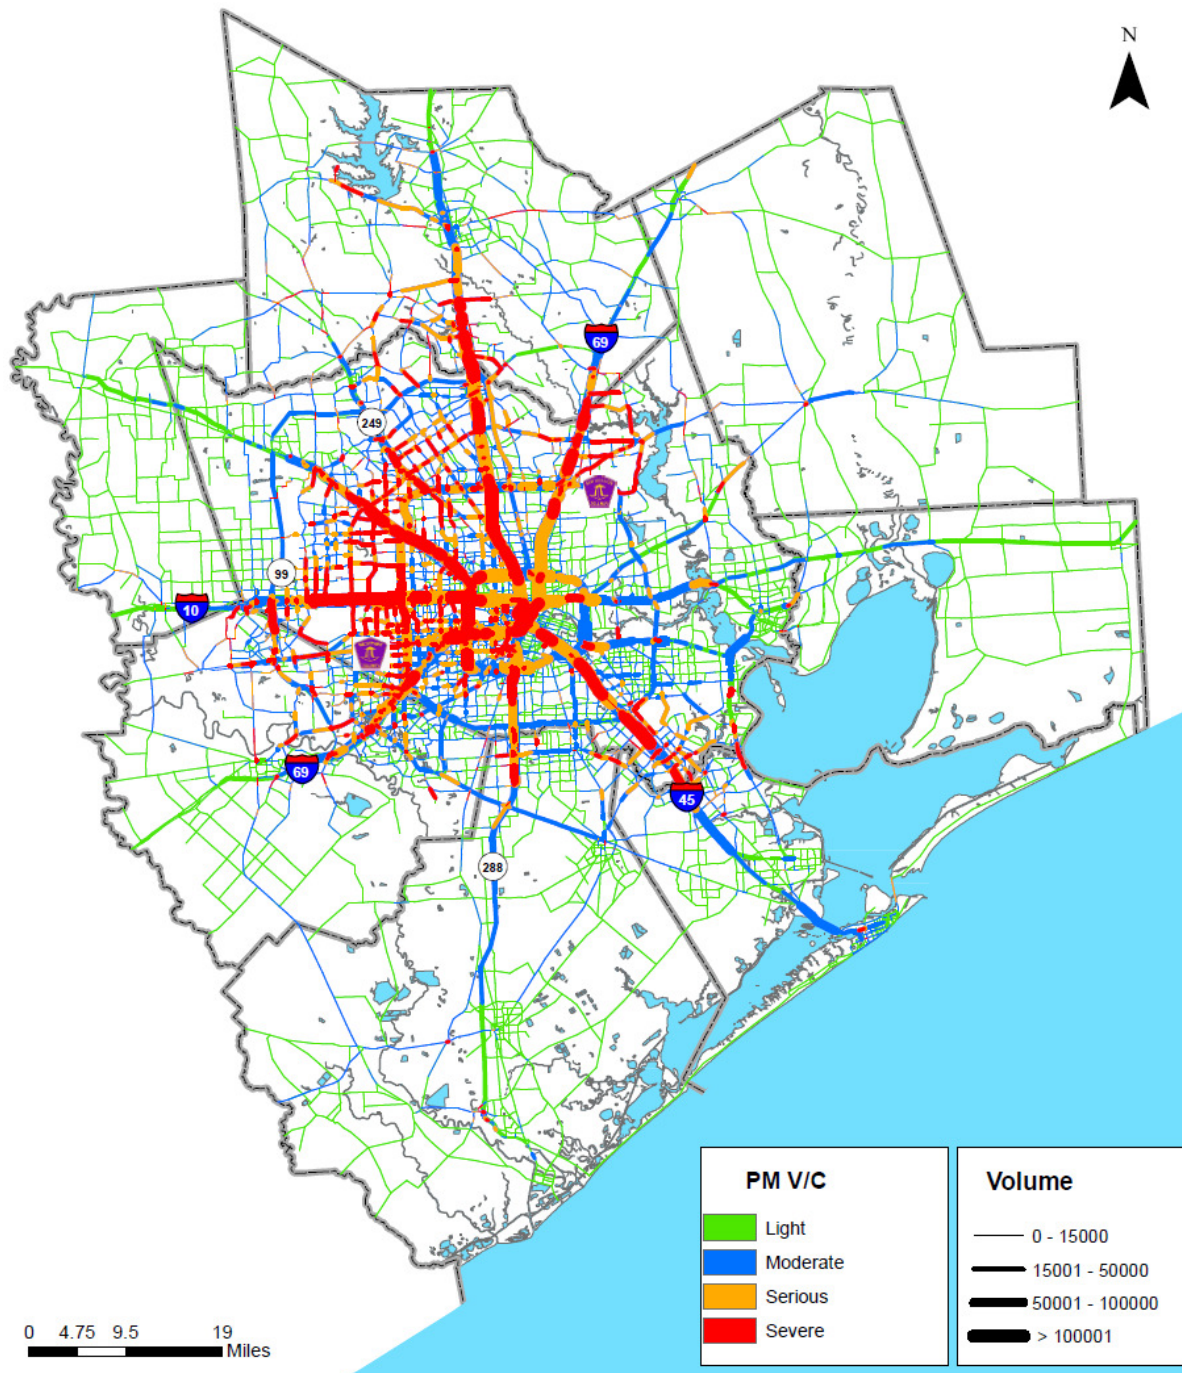 N
69
249
99
10
69
45
288
PM V/C
Light
Moderate
Serious
Severe
Volume
0 - 15000
15001 - 50000
50001 - 100000
> 100001
0 4.75 9.5 19
Miles